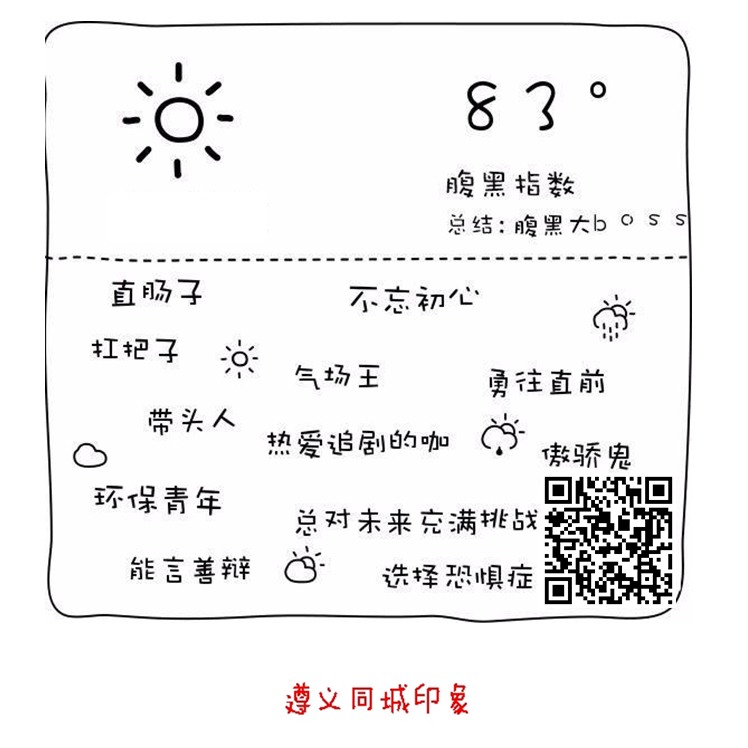 83°
腹黑指数
总结:腹黑大boss
直肠子
不忘初心
扛把子
气场王
勇往直前
带头人
热爱追剧的咖
傲骄鬼
环保青年
总对未来充满挑战
能言善辩
选择恐惧症
遵义同城印象